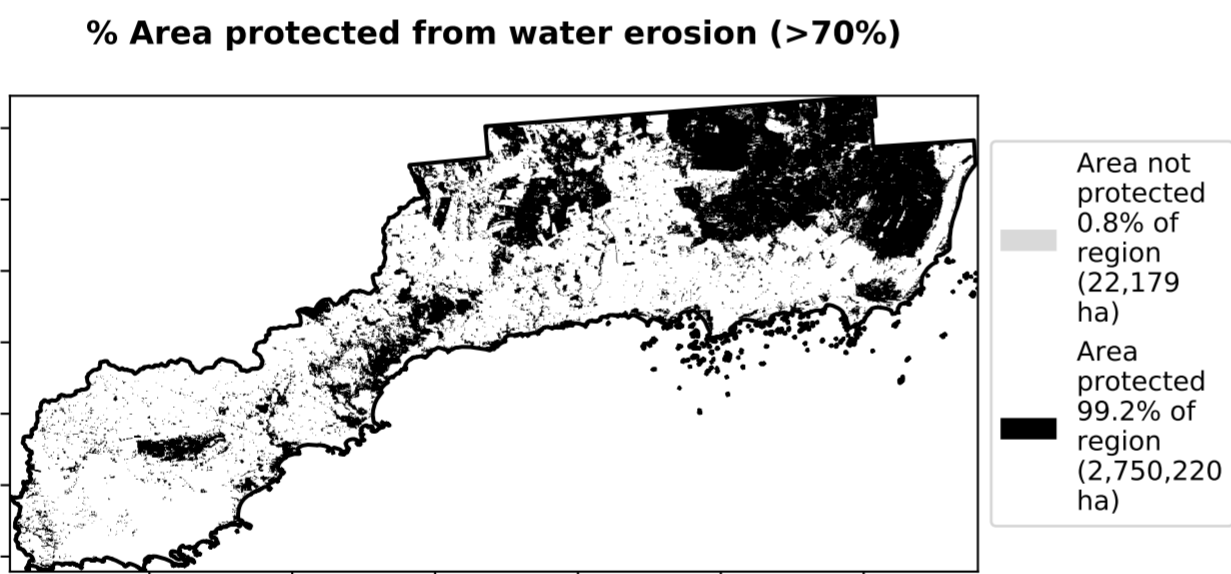 % Area protected from water erosion (>70%)
Area not
protected
0.8% of
region
(22,179
ha)
Area
protected
99.2% of
region
(2,750,220
ha)